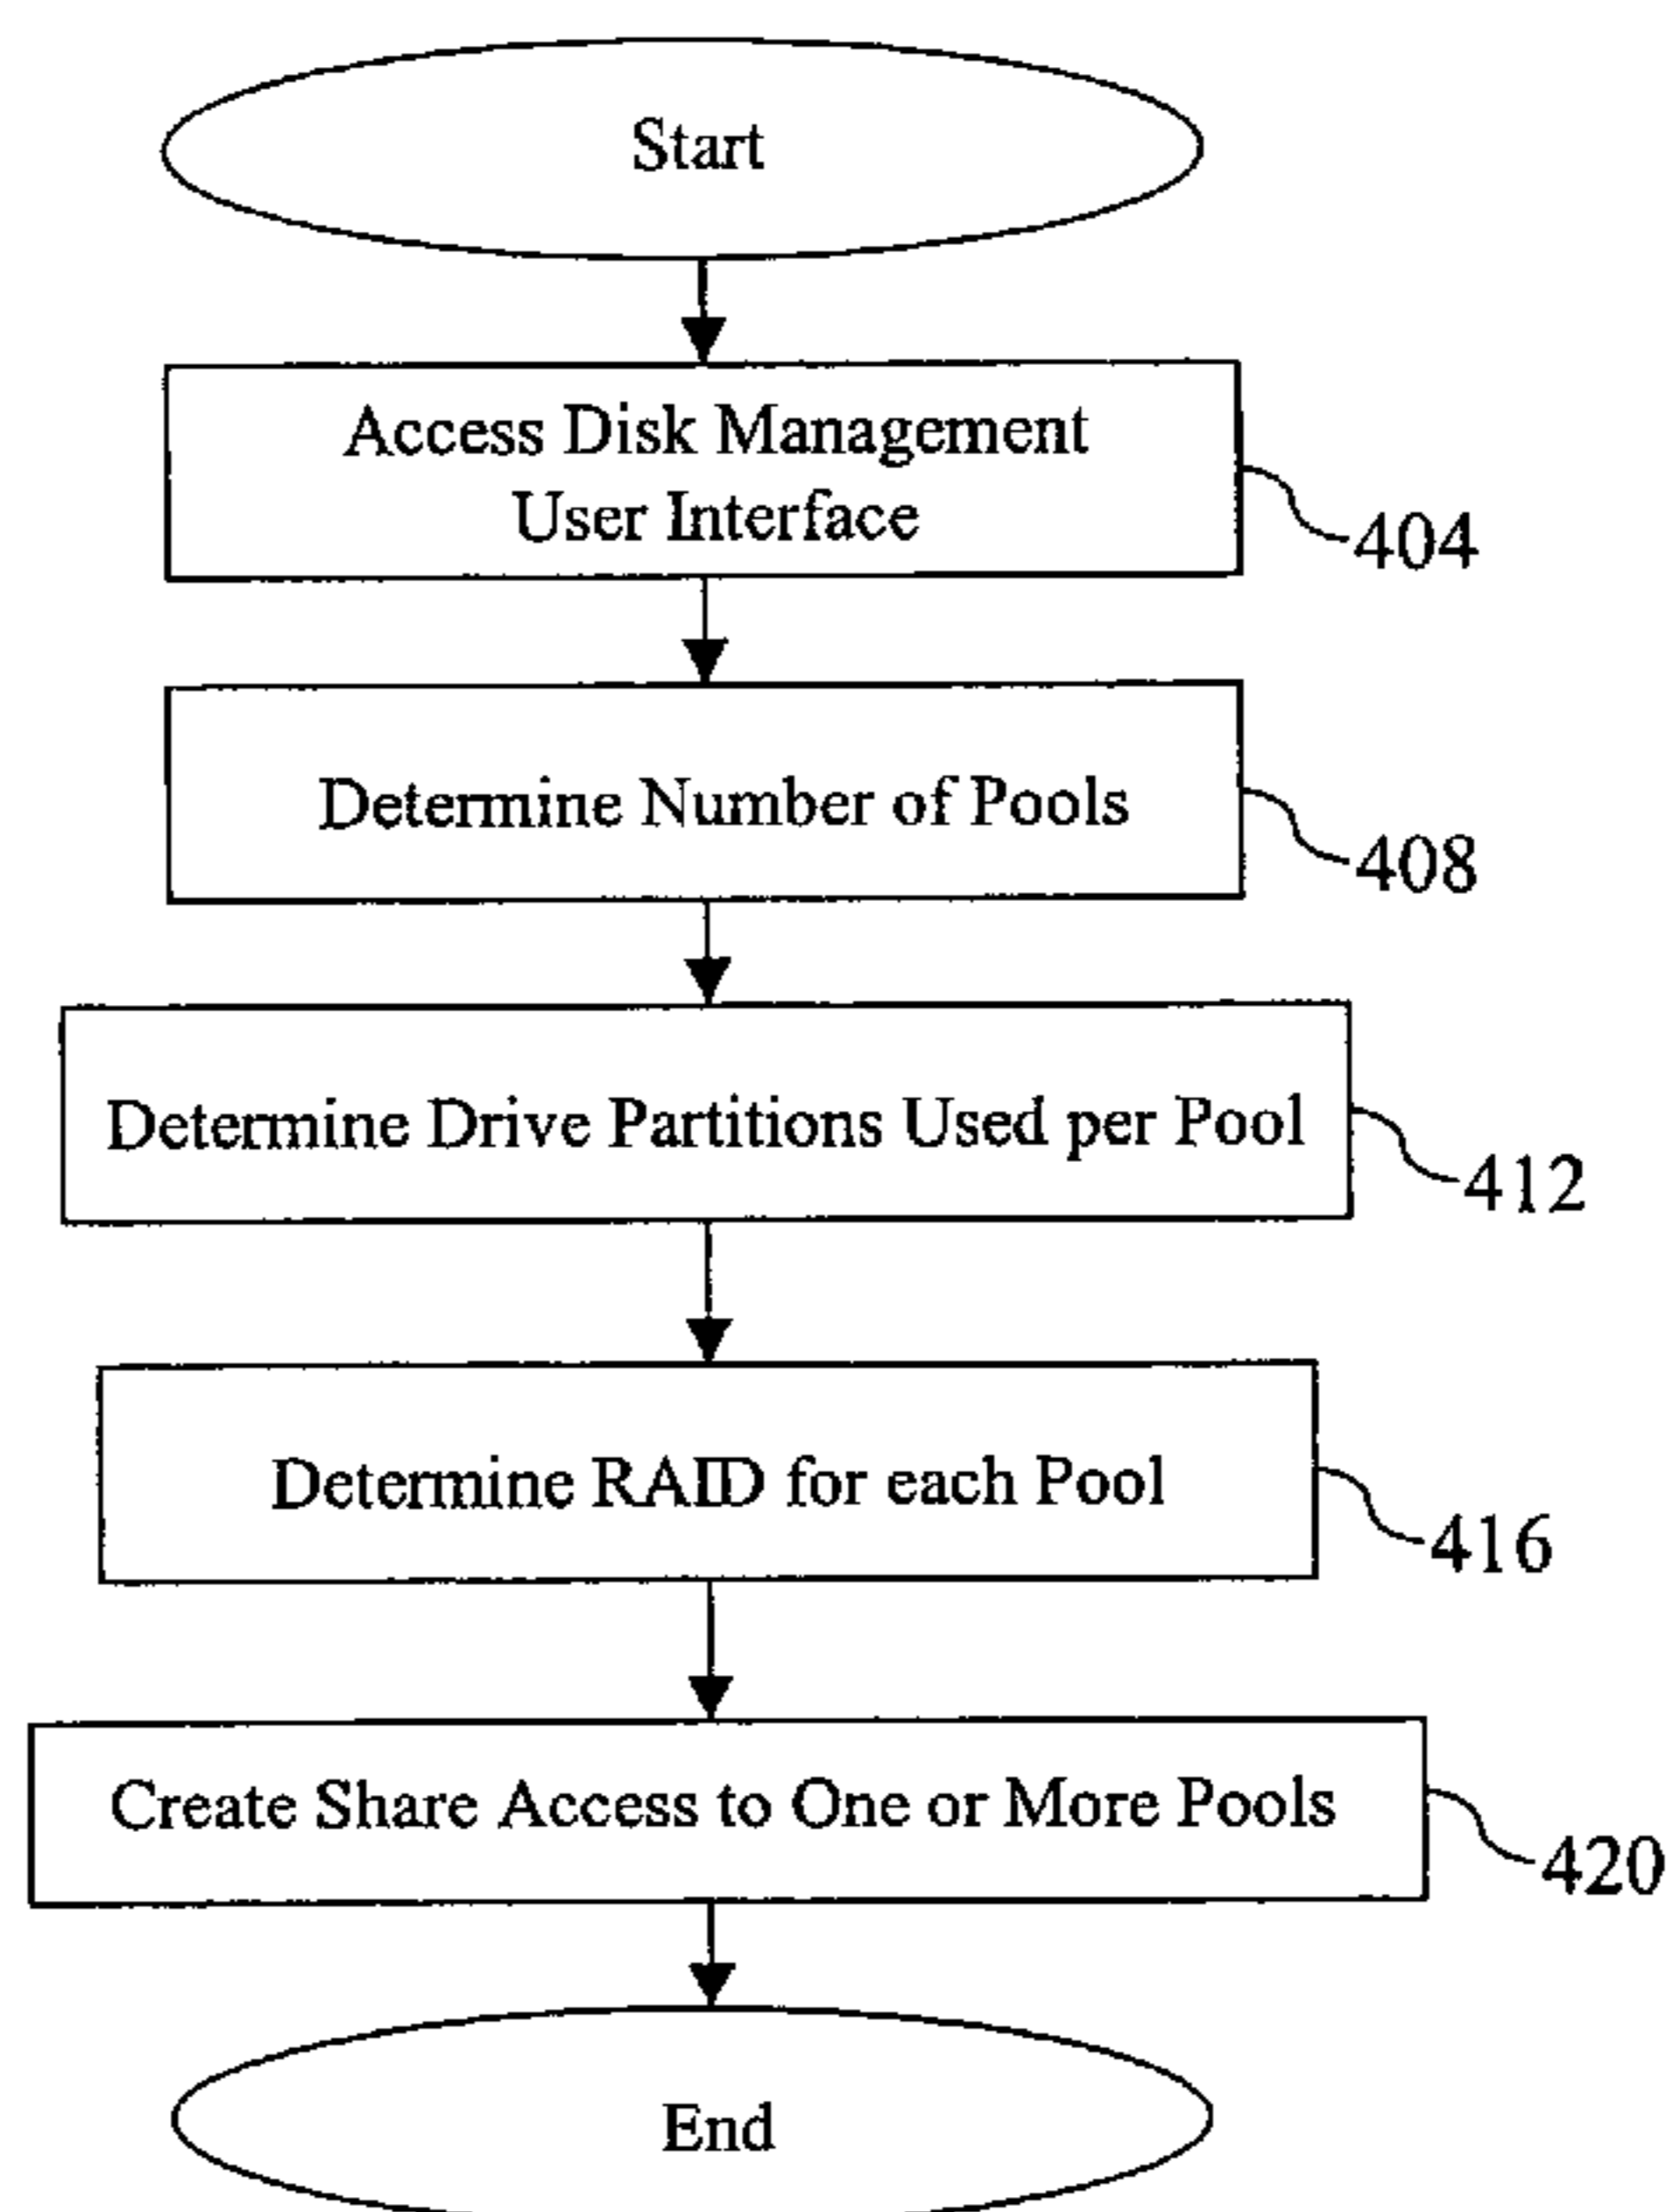 Start
Access Disk Management
User Interface
404
Determine Number of Pools
408
Determine Drive Partitions Used per Pool
412
Determine RAID for each Pool
416
Create Share Access to One or More Pools
420
End